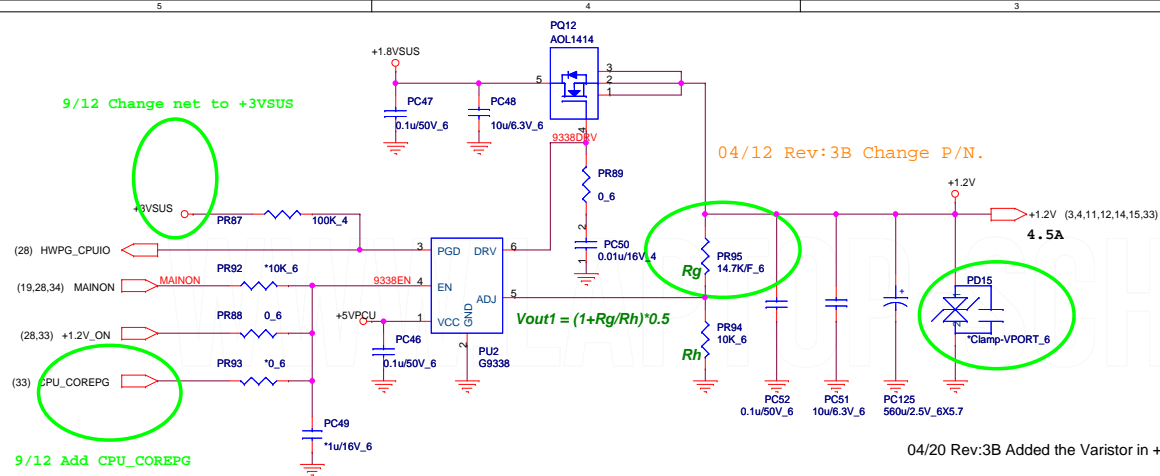 5
4
3
PQ12
AOL1414
+1.8VSUS
5
3
2
1
4
PC47
0.1u/50V_6
PC48
10u/6.3V_6
9/12 Change net to +3VSUS
9338DRV
04/12 Rev:3B Change P/N.
PR89
0_6
+1.2V
+3VSUS
PR87
100K_4
+1.2V (3,4,11,12,14,15,33)
4.5A
2
PC50
0.01u/16V_4
1
(28) HWPG_CPUIO
3
PGD
DRV
6
Rg
PR95
14.7K/F_6
PR92
*10K_6
(19,28,34) MAINON
MAINON
9338EN
4
EN
ADJ
5
PD15
1
2
PR88
0_6
+5VPCU
1
VCC
GND
2
Vout1 = (1+Rg/Rh)*0.5
(28,33) +1.2V_ON
PR94
10K_6
Rh
*Clamp-VPORT_6
PC46
0.1u/50V_6
PU2
G9338
PR93
*0_6
(33) CPU_COREPG
PC52
0.1u/50V_6
PC51
10u/6.3V_6
+
PC125
560u/2.5V_6X5.7
PC49
*1u/16V_6
9/12 Add CPU_COREPG
04/20 Rev:3B Added the Varistor in +